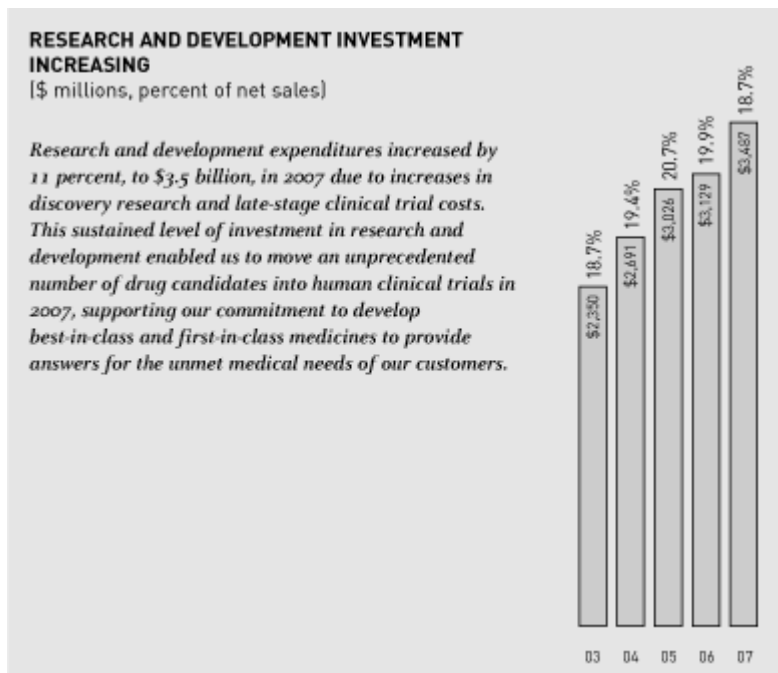 RESEARCH AND DEVELOPMENT INVESTMENT
INCREASING
($ millions, percent of net sales)
Research and development expenditures increased by
11 percent, to $3.5 billion, in 2007 due to increases in
discovery research and late-stage clinical trial costs.
This sustained level of investment in research and
development enabled us to move an unprecedented
number of drug candidates into human clinical trials in
2007, supporting our commitment to develop
best-in-class and first-in-class medicines to provide
answers for the unmet medical needs of our customers.
18.7%
$2,350
19.4%
$2,691
20.7%
$3,026
19.9%
$3,129
18.7%
$3,487
03 04 05 06 07